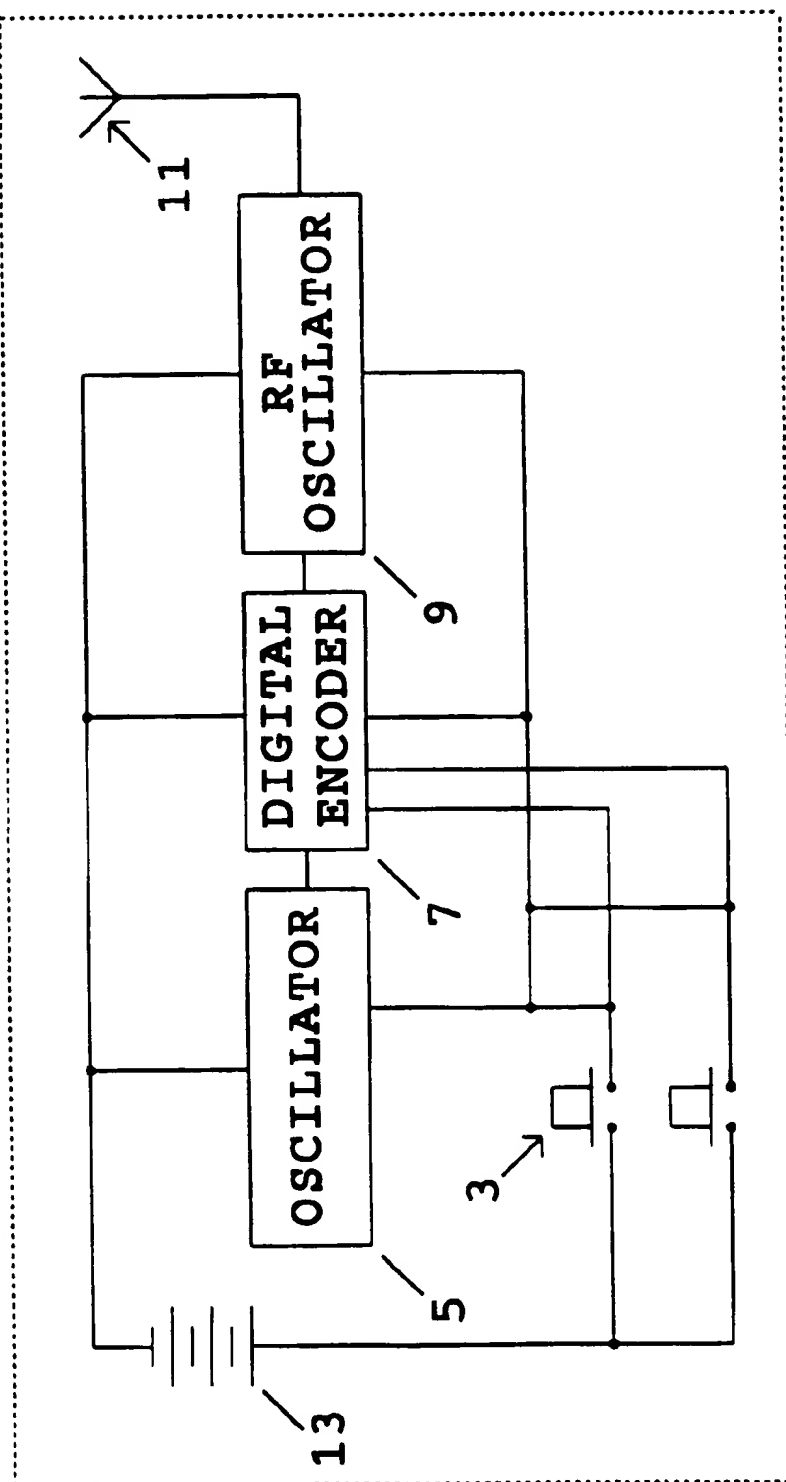 11
RF
OSCILLATOR
9
DIGITAL
ENCODER
7
OSCILLATOR
5
3
13